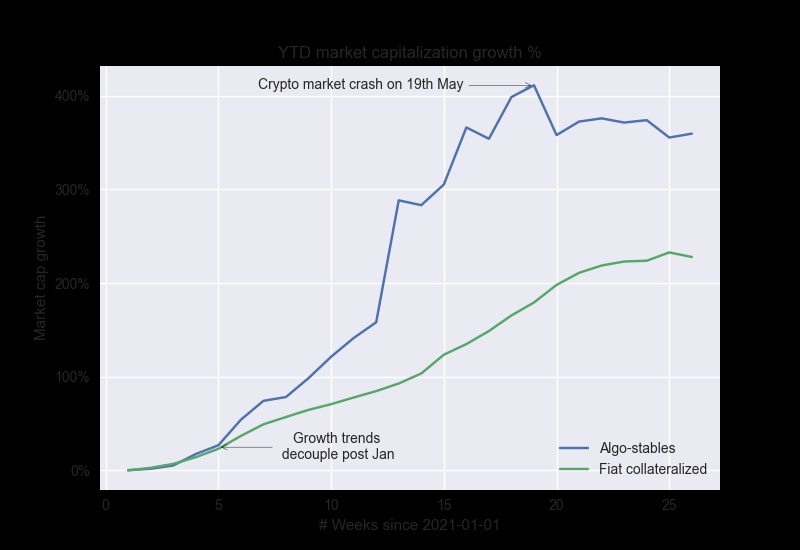 YTD market capitalization growth %
Crypto market crash on 19th May
400%
300%
200%
100%
0%
Market cap growth
Growth trends
decouple post Jan
Algo-stables
Fiat collateralized
0 5 10 15 20 25
# Weeks since 2021-01-01